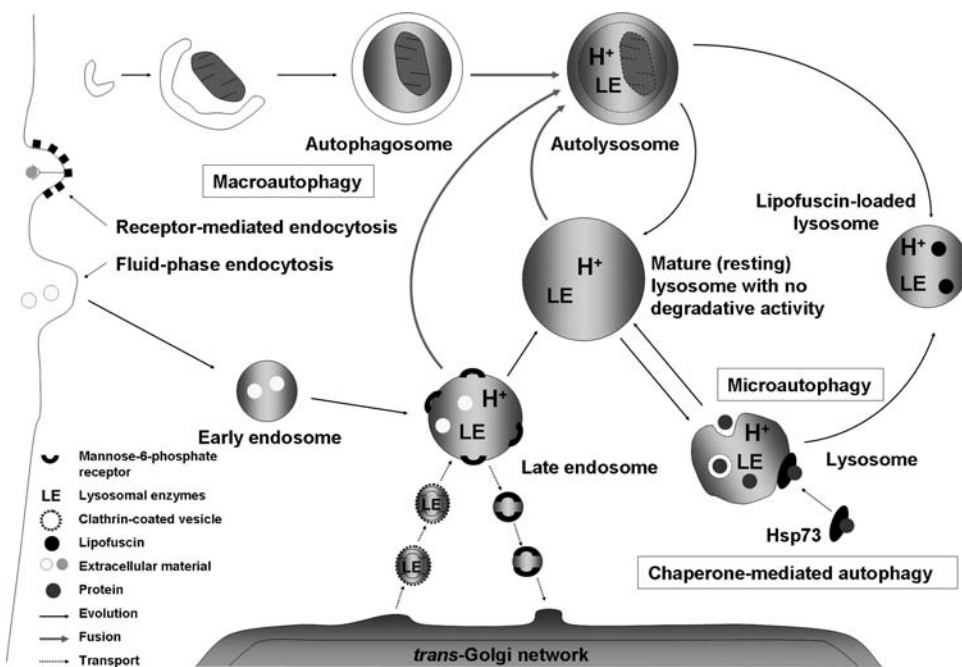 H⁺
LE
Autophagosome
Autolysosome
Macroautophagy
Receptor-mediated endocytosis
Fluid-phase endocytosis
Lipofuscin-loaded
lysosome
H⁺
LE
H⁺
LE
Mature (resting)
lysosome with no
degradative activity
Microautophagy
H⁺
LE
Early endosome
Late endosome
H⁺
LE
Lysosome
Hsp73
Chaperone-mediated autophagy
LE
LE
Mannose-6-phosphate
receptor
LE Lysosomal enzymes
Clathrin-coated vesicle
Lipofuscin
Extracellular material
Protein
Evolution
Fusion
Transport
trans-Golgi network